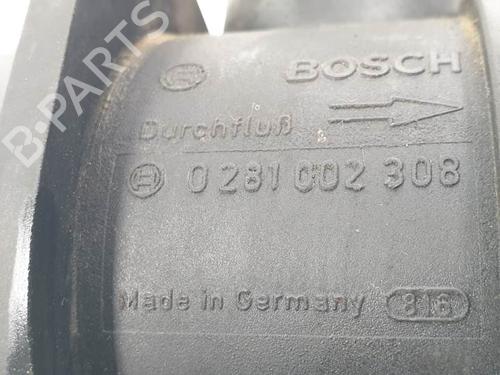 BOSCH
Durchfluß
0 281 002 308
Made in Germany 816
B-PARTS